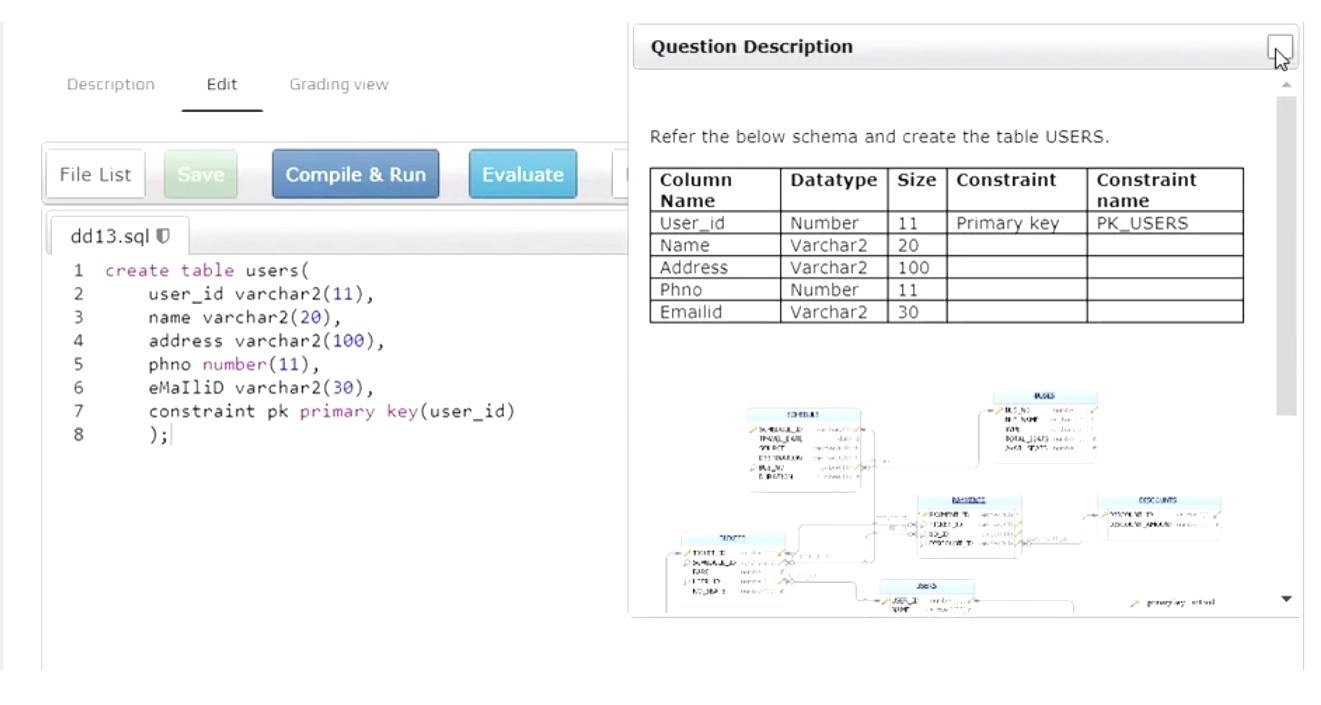 Question Description
Description Edit Grading view
Refer the below schema and create the table USERS.
File List Save Compile & Run Evaluate
Column Name Datatype Size Constraint Constraint name
User_id Number 11 Primary key PK_USERS
Name Varchar2 20
Address Varchar2 100
Phno Number 11
Emailid Varchar2 30
dd13.sql
1 create table users(
2 user_id varchar2(11),
3 name varchar2(20),
4 address varchar2(100),
5 phno number(11),
6 eMaIliD varchar2(30),
7 constraint pk primary key(user_id)
8 );
BUSES
BUS_NO
BUS_NAME
TYPE
TOTAL_SEATS
SCHEDULE
SCHEDULE_ID
TRAVEL_DATE
SOURCE
DESTINATION
BUS_NO
DURATION
PAYMENTS
PAYMENT_ID
TICKET_ID
DISCOUNT_ID
DISCOUNTS
DISCOUNT_ID
DISCOUNT_AMOUNT
TICKETS
TICKET_ID
SCHEDULE_ID
FARE
USER_ID
NO_SEATS
USERS
USER_ID
NAME
primary key